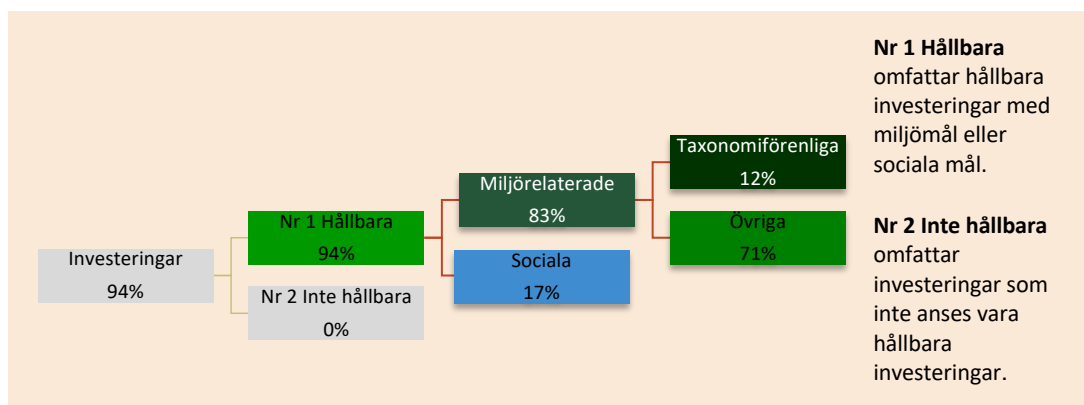 Investeringar
94%
Nr 1 Hållbara
94%
Nr 2 Inte hållbara
0%
Miljörelaterade
83%
Sociala
17%
Taxonomiförenliga
12%
Övriga
71%
Nr 1 Hållbara
omfattar hållbara
investeringar med
miljömål eller
sociala mål.
Nr 2 Inte hållbara
omfattar
investeringar som
inte anses vara
hållbara
investeringar.